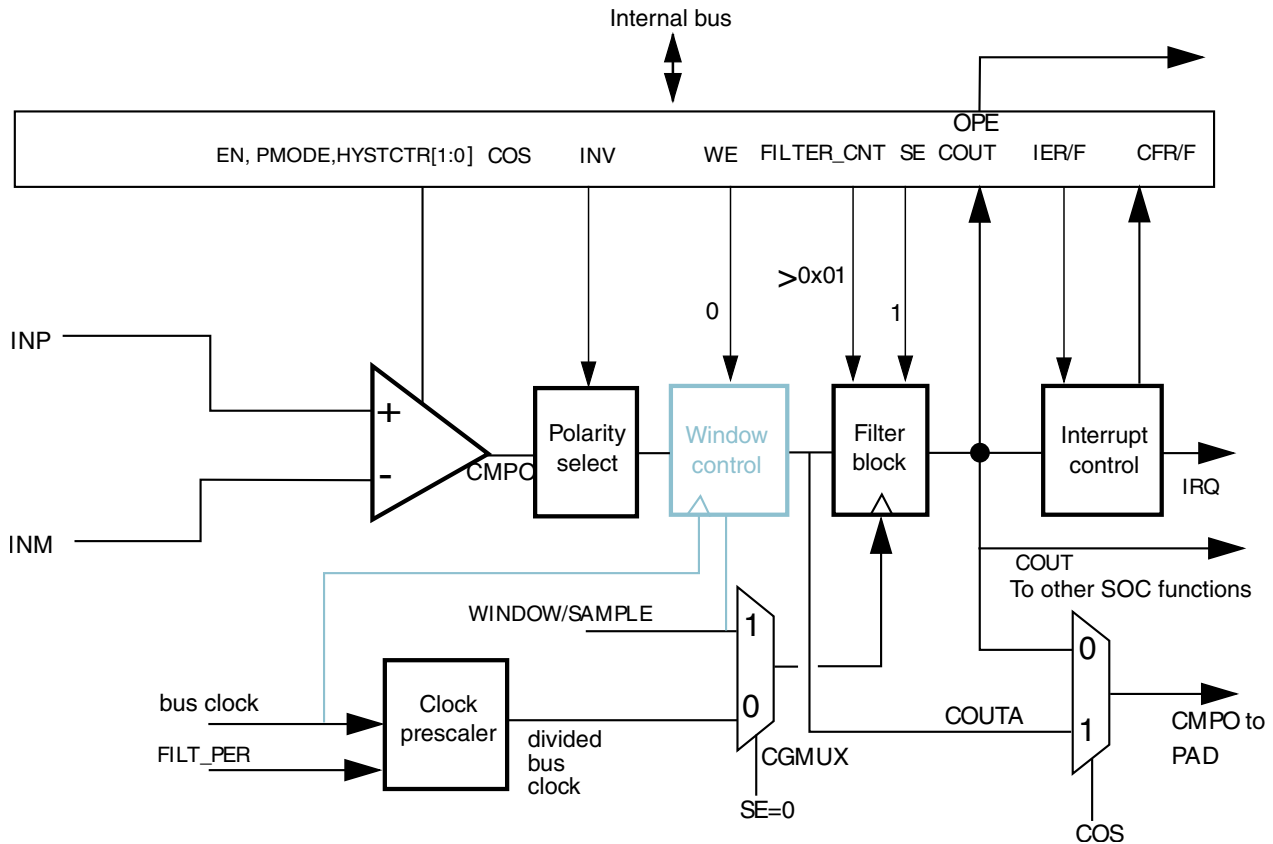 Internal bus
OPE
EN, PMODE,HYSTCTR[1:0] COS INV WE FILTER_CNT SE COUT IER/F CFR/F
>0x01
0
1
INP
INM
+
-
CMPO
Polarity
select
Window
control
Filter
block
Interrupt
control
IRQ
COUT
To other SOC functions
WINDOW/SAMPLE
1
0
CGMUX
SE=0
bus clock
FILT_PER
Clock
prescaler
divided
bus
clock
COUTA
0
1
CMPO to
PAD
COS